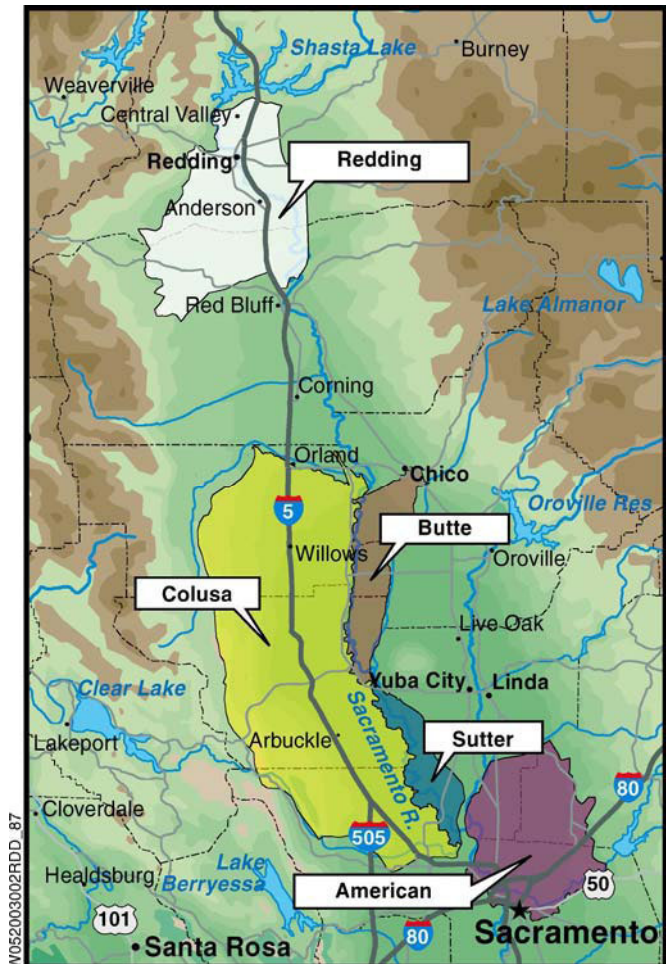 Shasta Lake
Burney
Weaverville
Central Valley
Redding
Redding
Anderson
Red Bluff
Lake Almanor
Corning
Orland
Chico
5
Oroville Res
Butte
Willows
Oroville
Colusa
Live Oak
Clear Lake
Yuba City
Linda
Sacramento R.
Lakeport
Arbuckle
Sutter
80
Cloverdale
505
Lake
Berryessa
Healdsburg
American
50
101
Santa Rosa
80
Sacramento
W052003002RDD_87